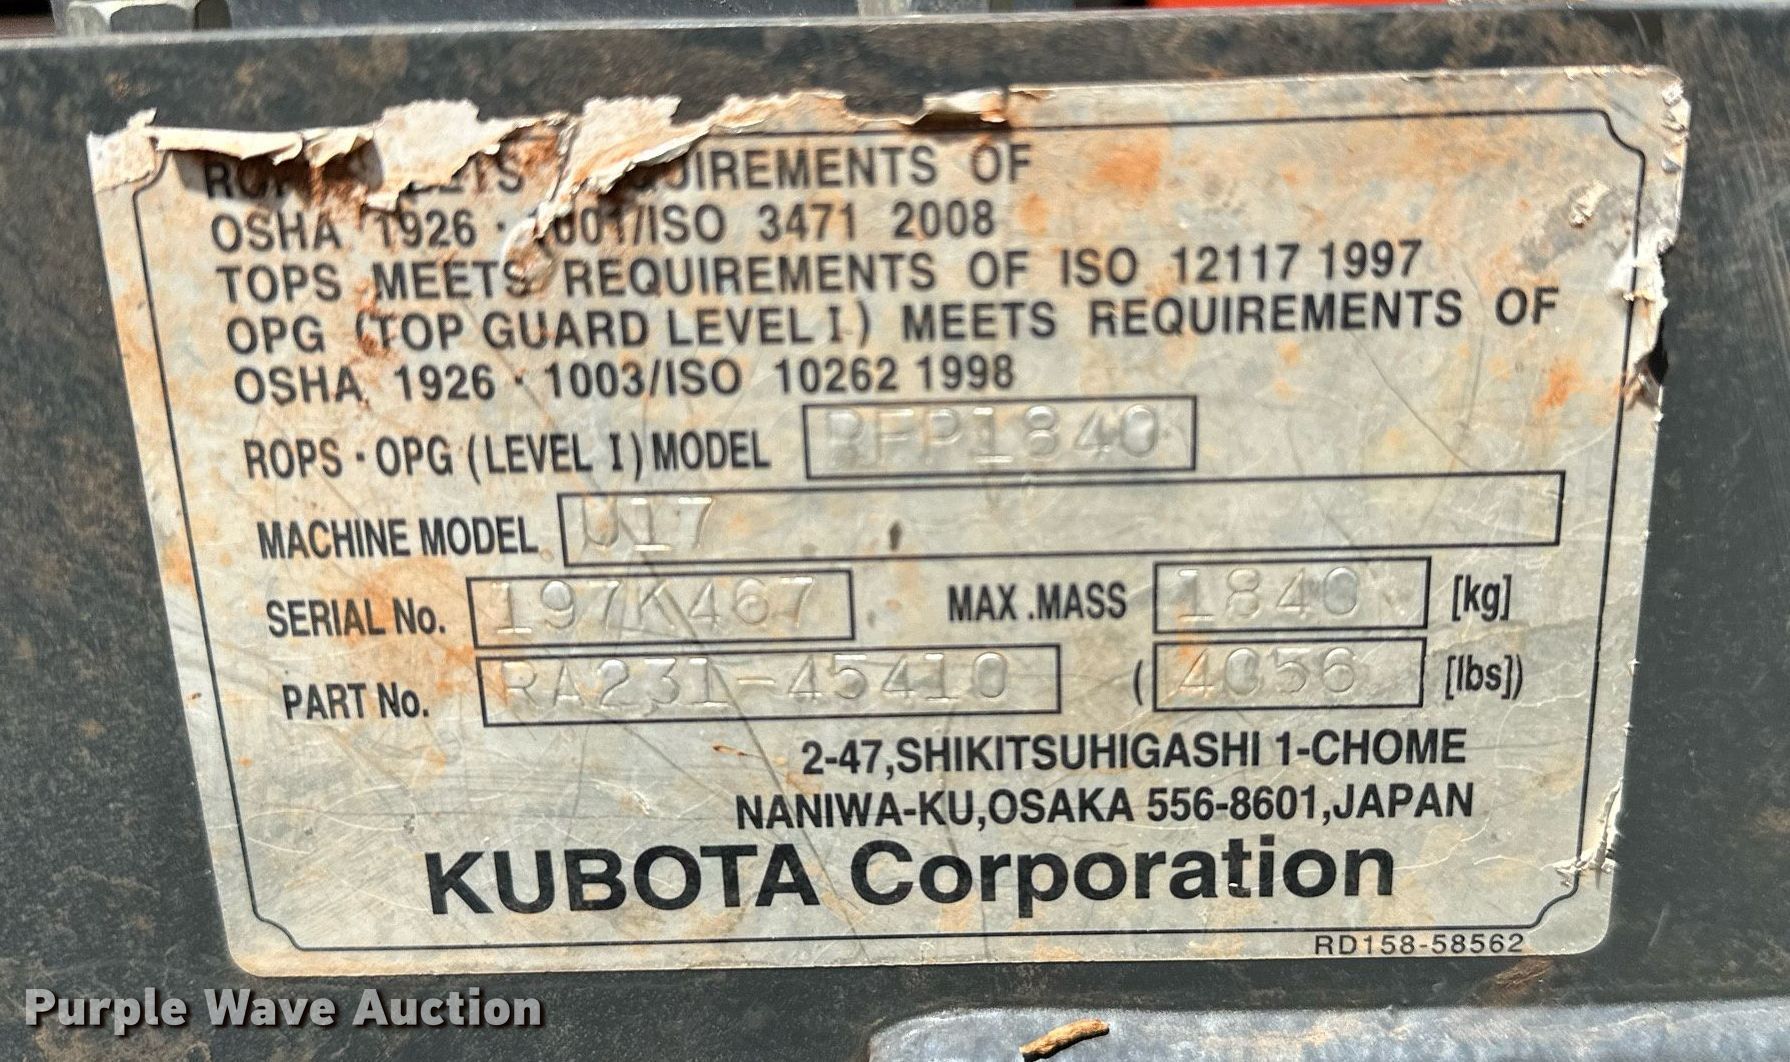 MEETS REQUIREMENTS OF
OSHA 1926 · 1001/ISO 3471 2008
TOPS MEETS REQUIREMENTS OF ISO 12117 1997
OPG (TOP GUARD LEVEL I) MEETS REQUIREMENTS OF
OSHA 1926 · 1003/ISO 10262 1998
ROPS · OPG (LEVEL I) MODEL RFP1840
MACHINE MODEL U17
SERIAL No. 197K467 MAX.MASS 1840 [kg]
PART No. RA231-45410 (4056 [lbs])
2-47,SHIKITSUHIGASHI 1-CHOME
NANIWA-KU,OSAKA 556-8601,JAPAN
KUBOTA Corporation
RD158-58562
Purple Wave Auction